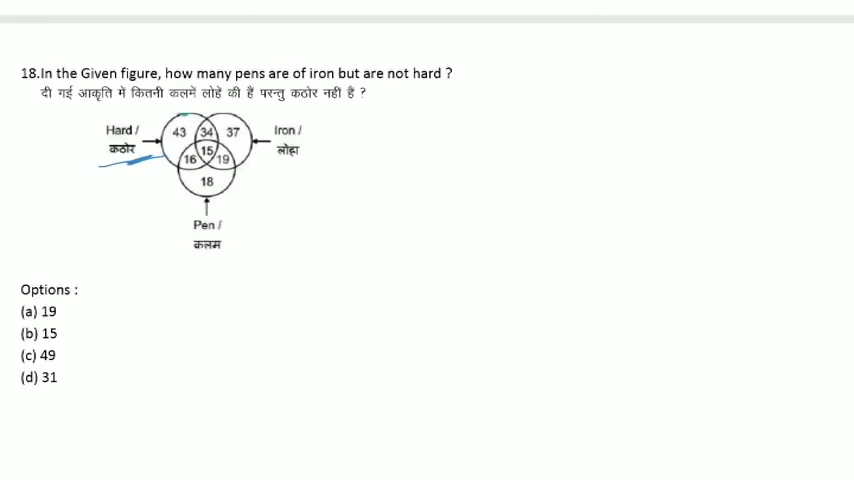 18.In the Given figure, how many pens are of iron but are not hard ?
दी गई आकृति में कितनी कलमें लोहे की हैं परन्तु कठोर नहीं हैं ?
Hard /
कठोर
43 34 37
Iron /
लोहा
15
16 19
18
Pen /
कलम
Options :
(a) 19
(b) 15
(c) 49
(d) 31